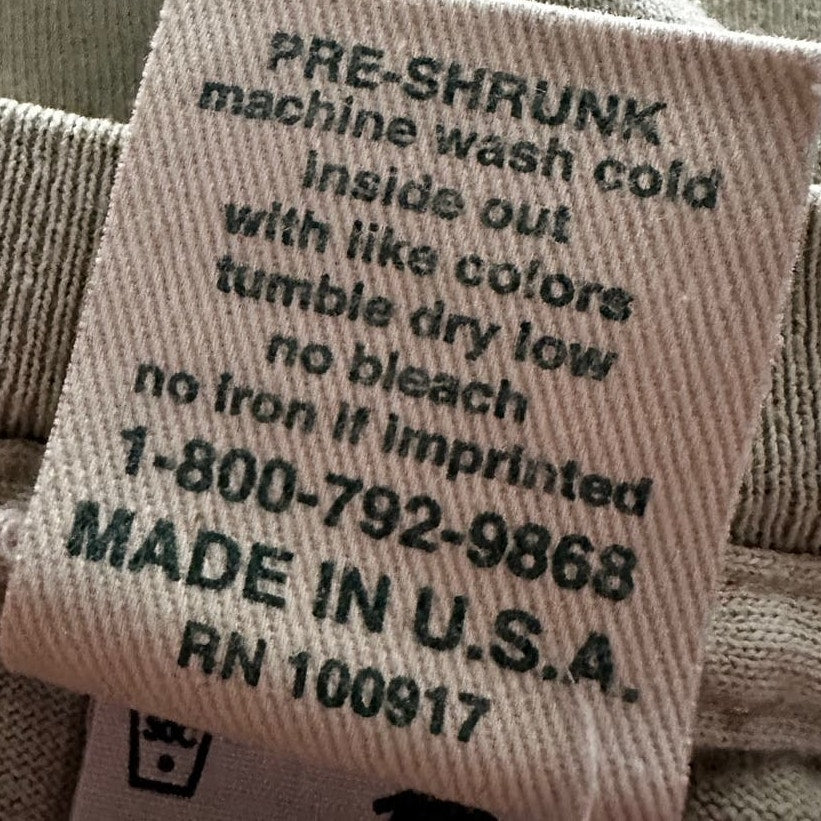 PRE-SHRUNK
machine wash cold
inside out
with like colors
tumble dry low
no bleach
no iron if imprinted
1-800-792-9868
MADE IN U.S.A.
RN 100917
30C